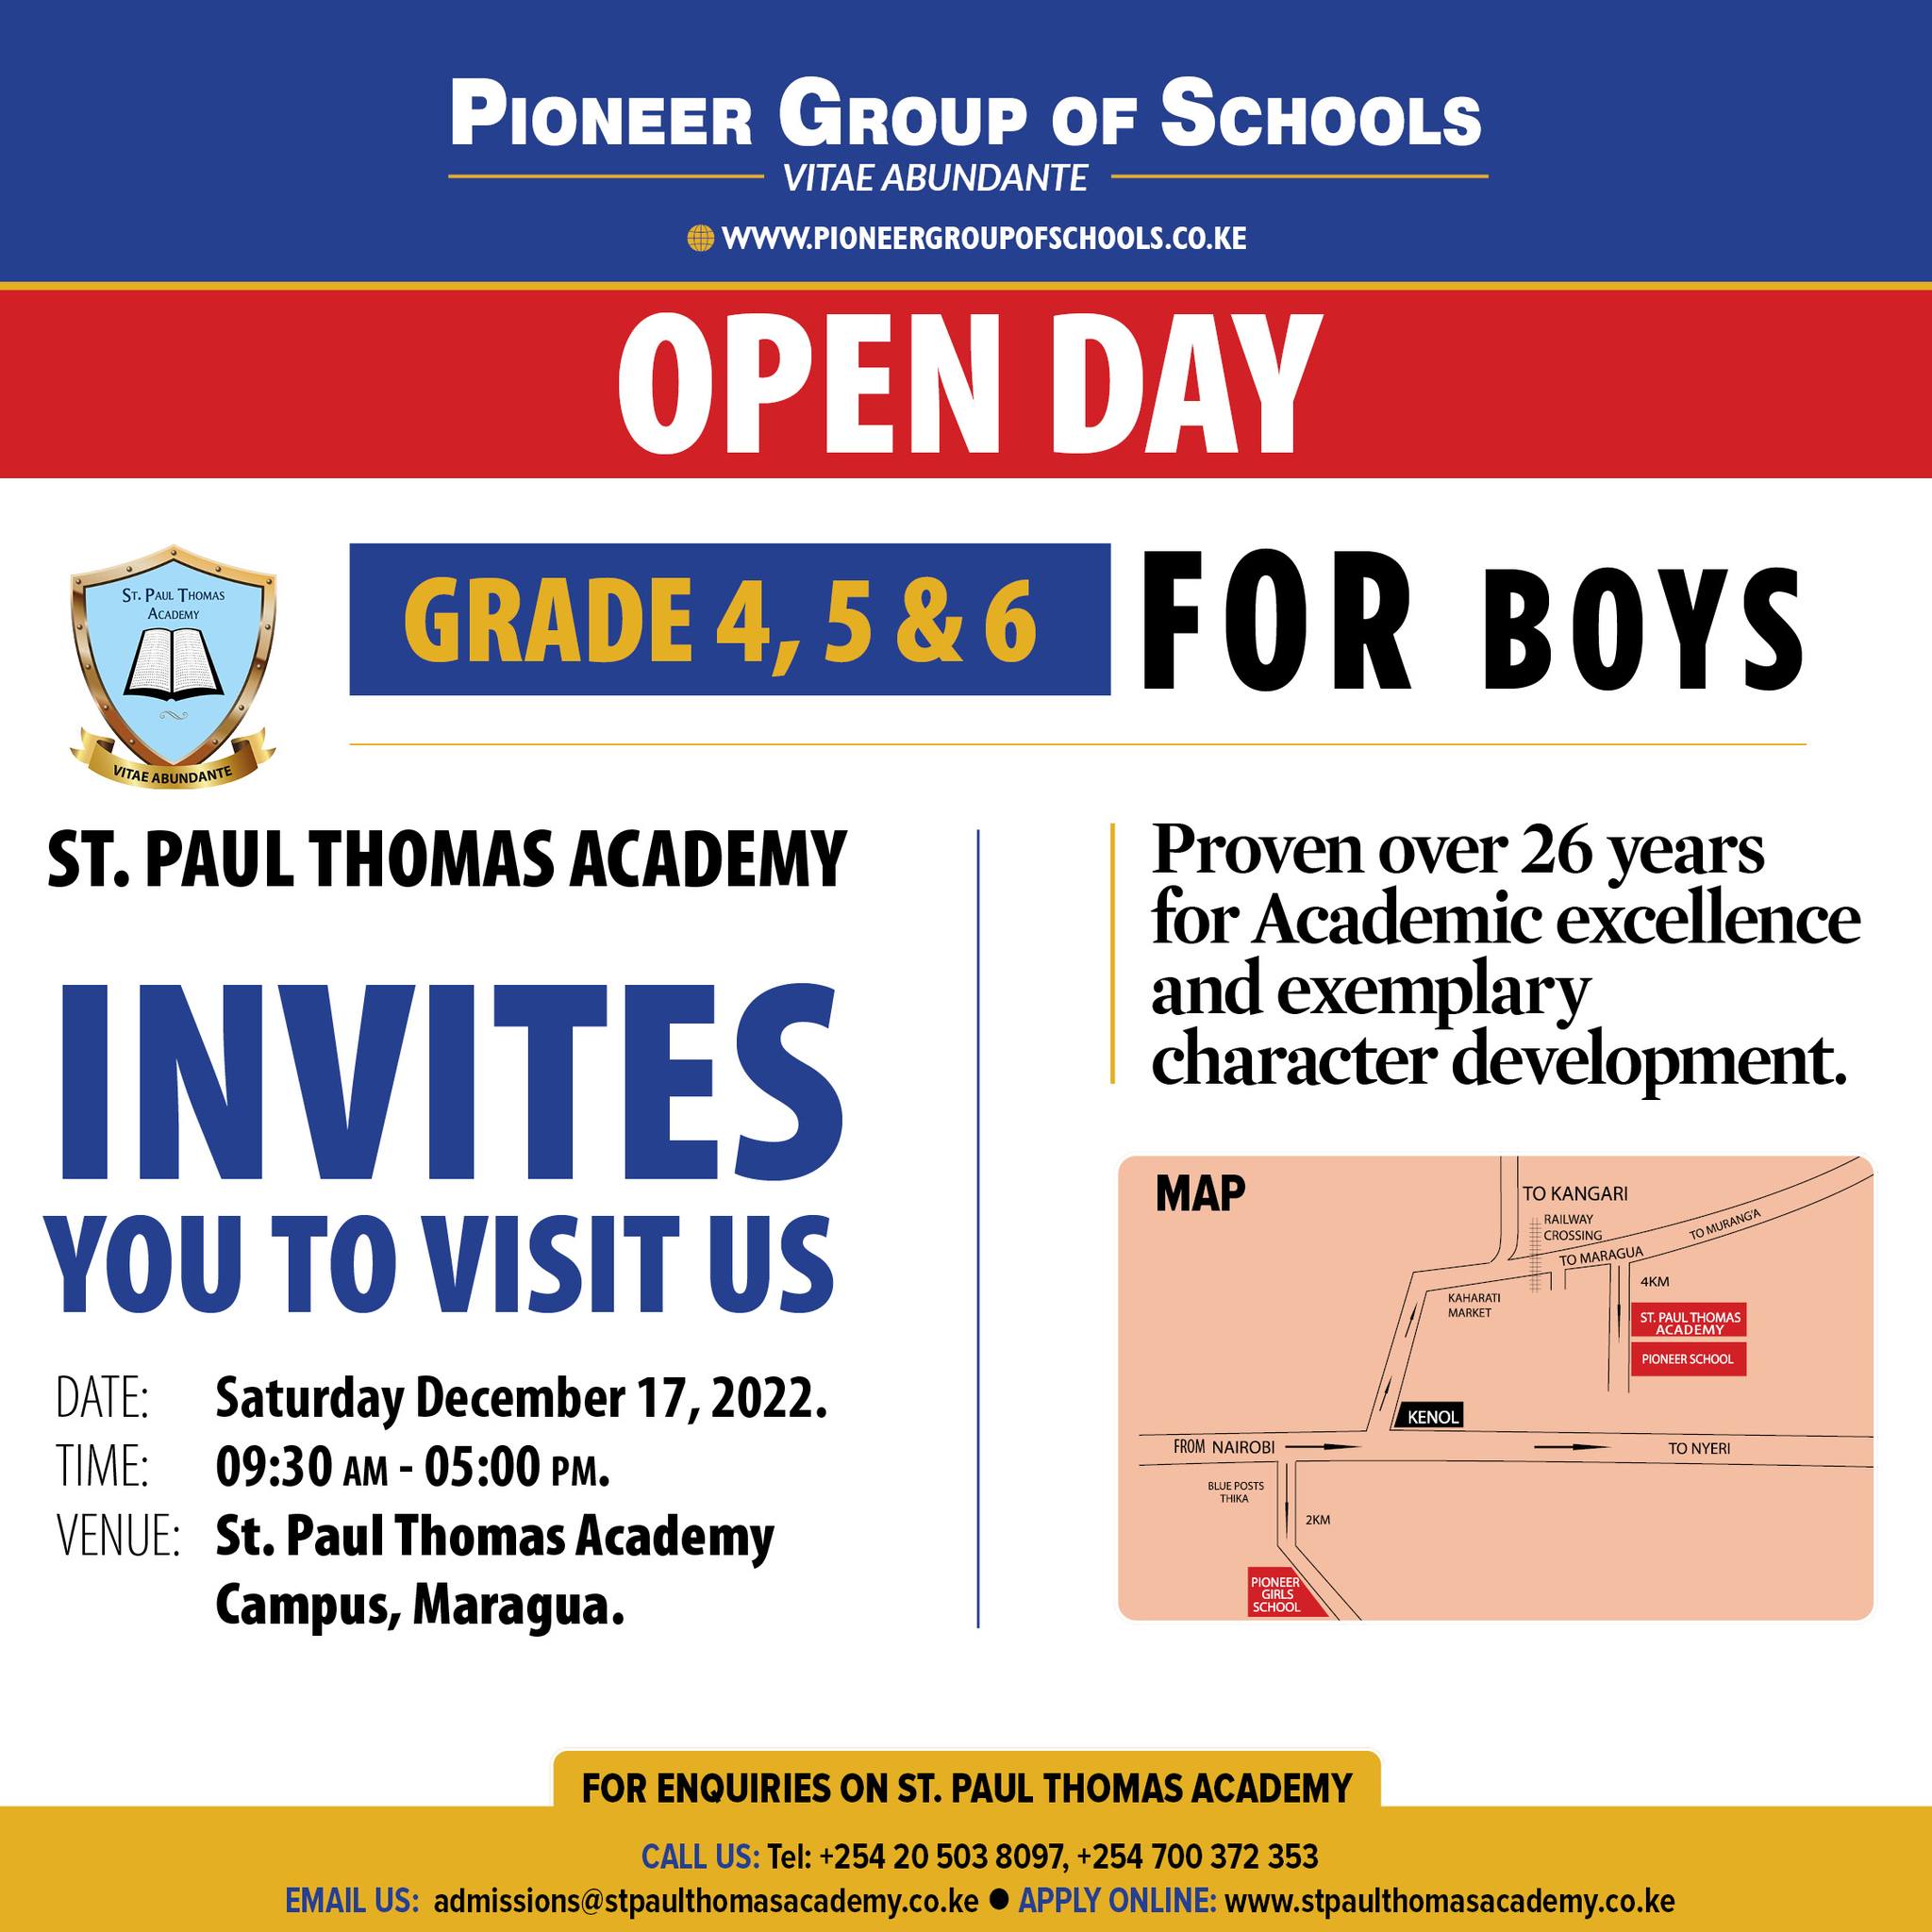 PIONEER GROUP OF SCHOOLS
VITAE ABUNDANTE
WWW.PIONEERGROUPOFSCHOOLS.CO.KE
OPEN DAY
ST. PAUL THOMAS
ACADEMY
VITAE ABUNDANTE
GRADE 4, 5 & 6 FOR BOYS
ST. PAUL THOMAS ACADEMY
INVITES
YOU TO VISIT US
DATE: Saturday December 17, 2022.
TIME: 09:30 AM - 05:00 PM.
VENUE: St. Paul Thomas Academy
Campus, Maragua.
Proven over 26 years
for Academic excellence
and exemplary
character development.
MAP
TO KANGARI
RAILWAY
CROSSING
TO MURANG'A
TO MARAGUA
4KM
KAHARATI
MARKET
ST. PAUL THOMAS
ACADEMY
PIONEER SCHOOL
KENOL
FROM NAIROBI
TO NYERI
BLUE POSTS
THIKA
2KM
PIONEER
GIRLS
SCHOOL
FOR ENQUIRIES ON ST. PAUL THOMAS ACADEMY
CALL US: Tel: +254 20 503 8097, +254 700 372 353
EMAIL US: admissions@stpaulthomasacademy.co.ke ● APPLY ONLINE: www.stpaulthomasacademy.co.ke